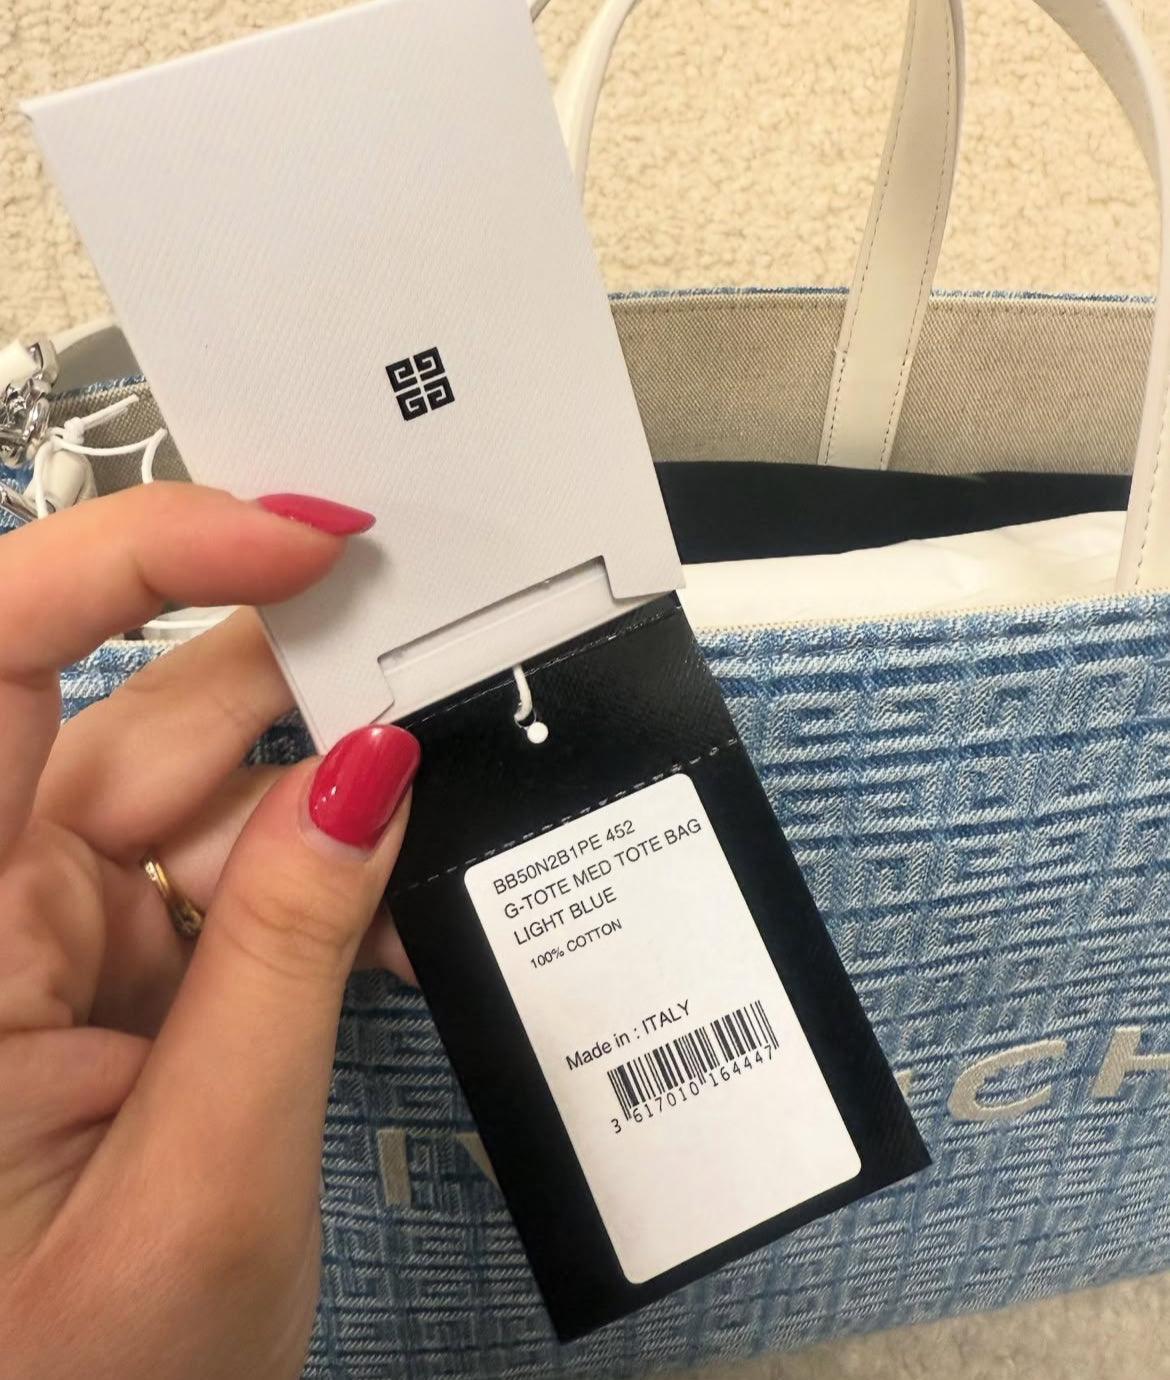 BB50N2B1PE 452
G-TOTE MED TOTE BAG
LIGHT BLUE
100% COTTON
Made in : ITALY
3 617010 164447